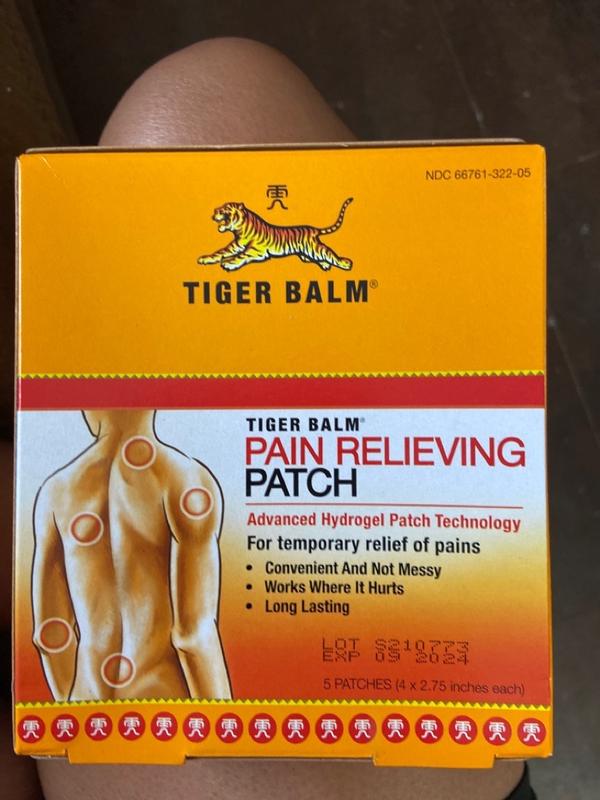 NDC 66761-322-05
TIGER BALM®
TIGER BALM®
PAIN RELIEVING
PATCH
Advanced Hydrogel Patch Technology
For temporary relief of pains
• Convenient And Not Messy
• Works Where It Hurts
• Long Lasting
LOT S210773
EXP 09 2024
5 PATCHES (4 x 2.75 inches each)